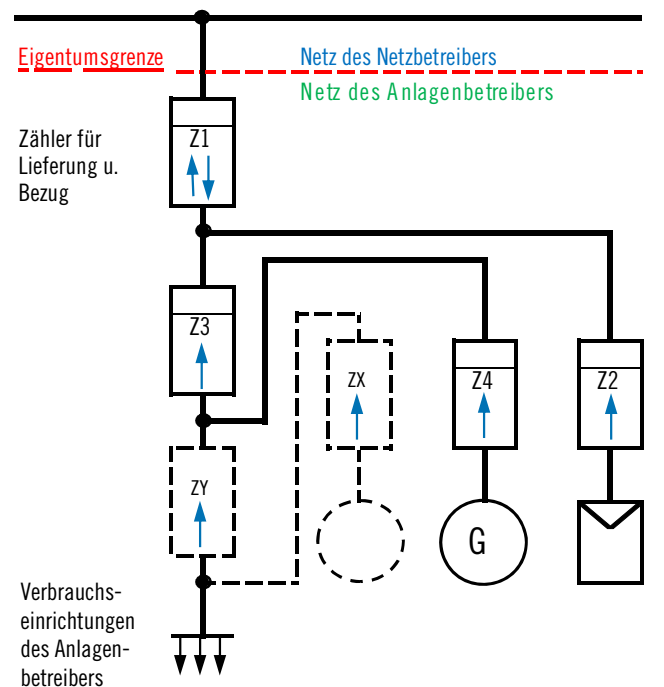 Eigentumsgrenze
Netz des Netzbetreibers
Netz des Anlagenbetreibers
Zähler für
Lieferung u.
Bezug
Z1
Z3
ZX
Z4
Z2
ZY
G
Verbrauchs-
einrichtungen
des Anlagen-
betreibers